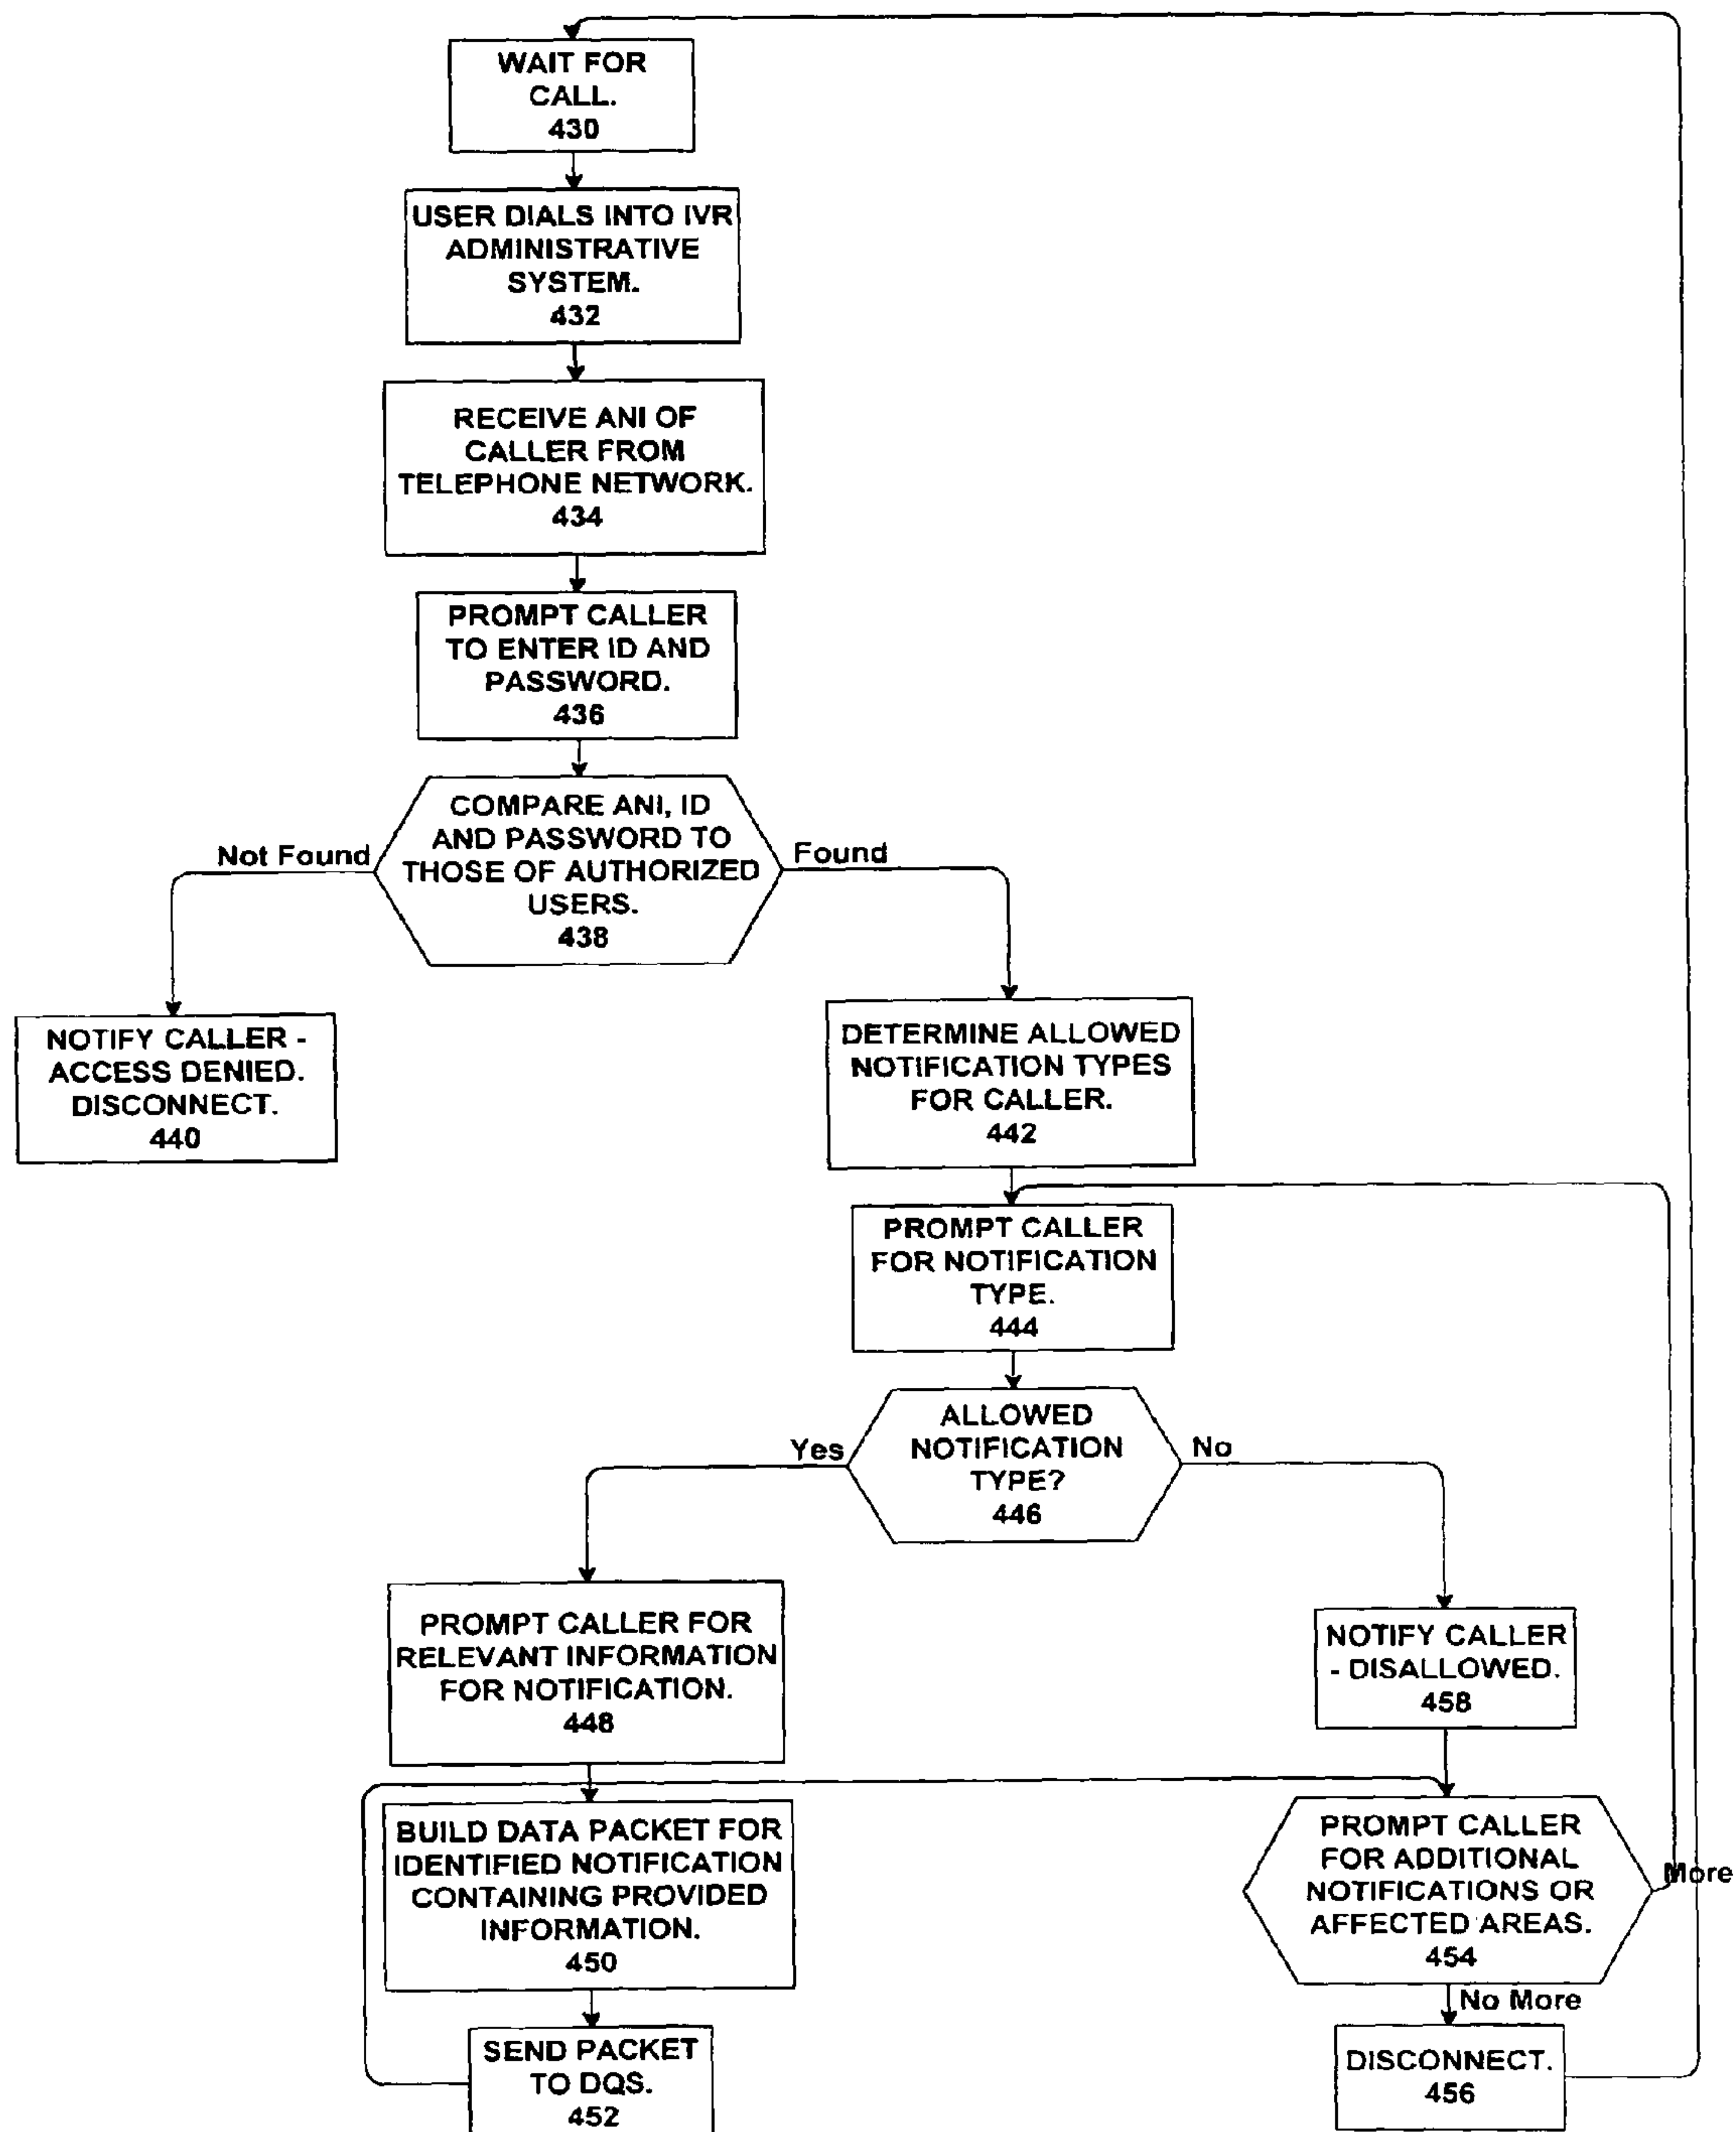 WAIT FOR
CALL.
430
USER DIALS INTO IVR
ADMINISTRATIVE
SYSTEM.
432
RECEIVE ANI OF
CALLER FROM
TELEPHONE NETWORK.
434
PROMPT CALLER
TO ENTER ID AND
PASSWORD.
436
COMPARE ANI, ID
AND PASSWORD TO
THOSE OF AUTHORIZED
USERS.
438
Not Found
Found
NOTIFY CALLER -
ACCESS DENIED.
DISCONNECT.
440
DETERMINE ALLOWED
NOTIFICATION TYPES
FOR CALLER.
442
PROMPT CALLER
FOR NOTIFICATION
TYPE.
444
ALLOWED
NOTIFICATION
TYPE?
446
Yes
No
PROMPT CALLER FOR
RELEVANT INFORMATION
FOR NOTIFICATION.
448
NOTIFY CALLER
- DISALLOWED.
458
BUILD DATA PACKET FOR
IDENTIFIED NOTIFICATION
CONTAINING PROVIDED
INFORMATION.
450
PROMPT CALLER
FOR ADDITIONAL
NOTIFICATIONS OR
AFFECTED AREAS.
454
More
No More
SEND PACKET
TO DQS.
452
DISCONNECT.
456